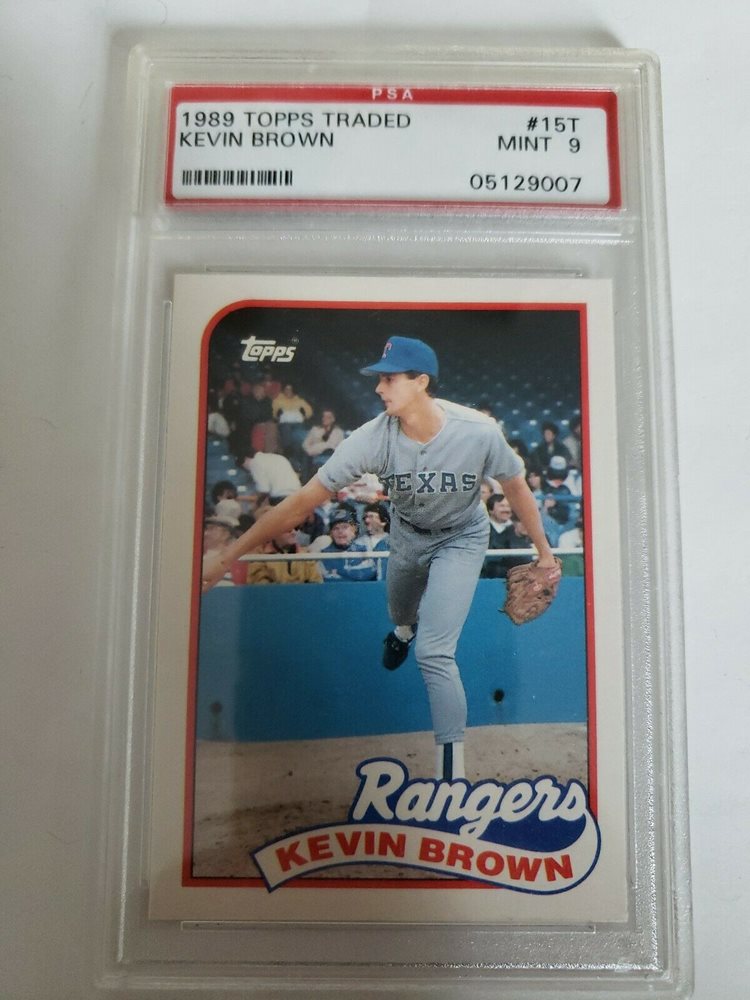 PSA
1989 TOPPS TRADED #15T
KEVIN BROWN MINT 9
05129007
Topps
TEXAS
Rangers
KEVIN BROWN